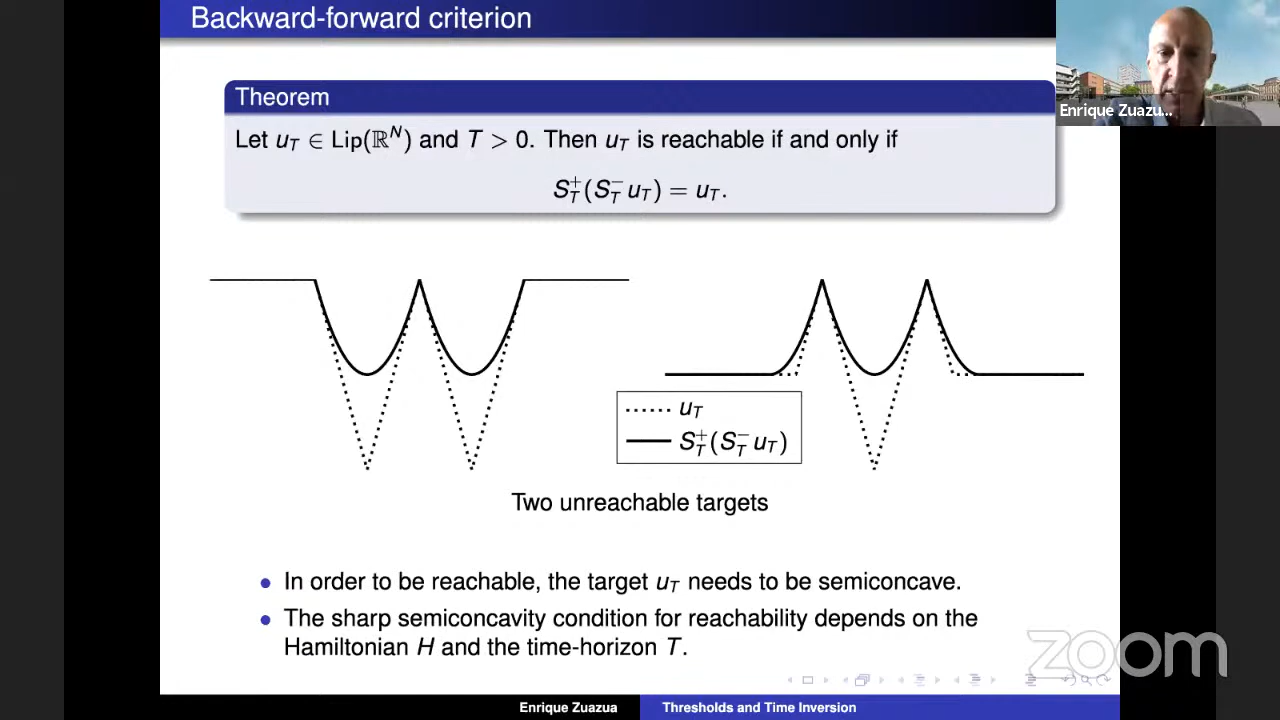 Backward-forward criterion
Enrique Zuazu...
Theorem
Let u_T ∈ Lip(ℝ^N) and T > 0. Then u_T is reachable if and only if
S_T^+(S_T^- u_T) = u_T.
u_T
S_T^+(S_T^- u_T)
Two unreachable targets
• In order to be reachable, the target u_T needs to be semiconcave.
• The sharp semiconcavity condition for reachability depends on the
Hamiltonian H and the time-horizon T.
zoom
Enrique Zuazua
Thresholds and Time Inversion